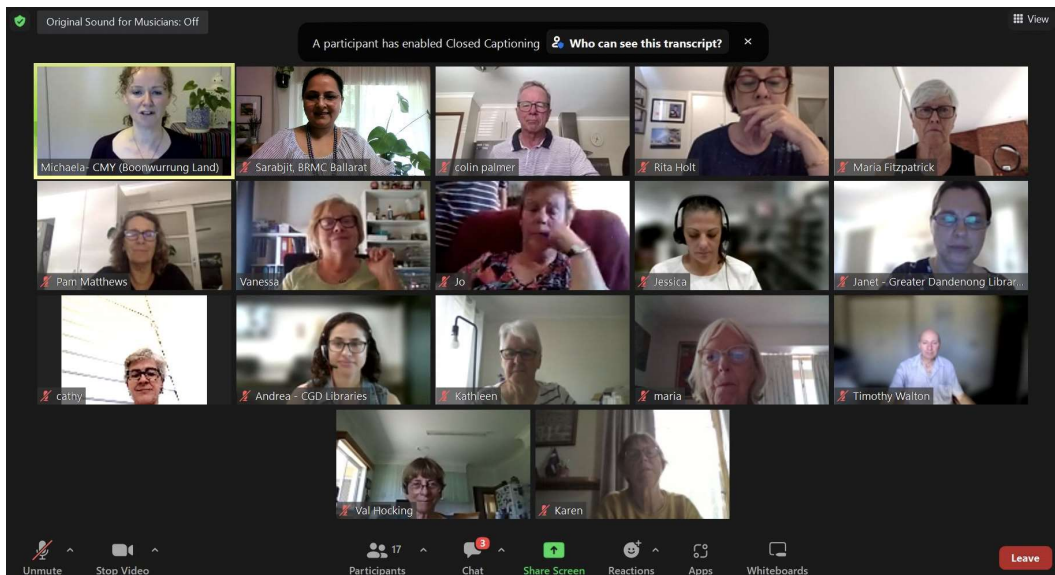 Original Sound for Musicians: Off
View
A participant has enabled Closed Captioning Who can see this transcript? ×
Michaela- CMY (Boonwurrung Land)
Sarabjit, BRMC Ballarat
colin palmer
Rita Holt
Maria Fitzpatrick
Pam Matthews
Vanessa
Jo
Jessica
Janet - Greater Dandenong Librar...
cathy
Andrea - CGD Libraries
Kathleen
maria
Timothy Walton
Val Hocking
Karen
17
3
Unmute
Stop Video
Participants
Chat
Share Screen
Reactions
Apps
Whiteboards
Leave